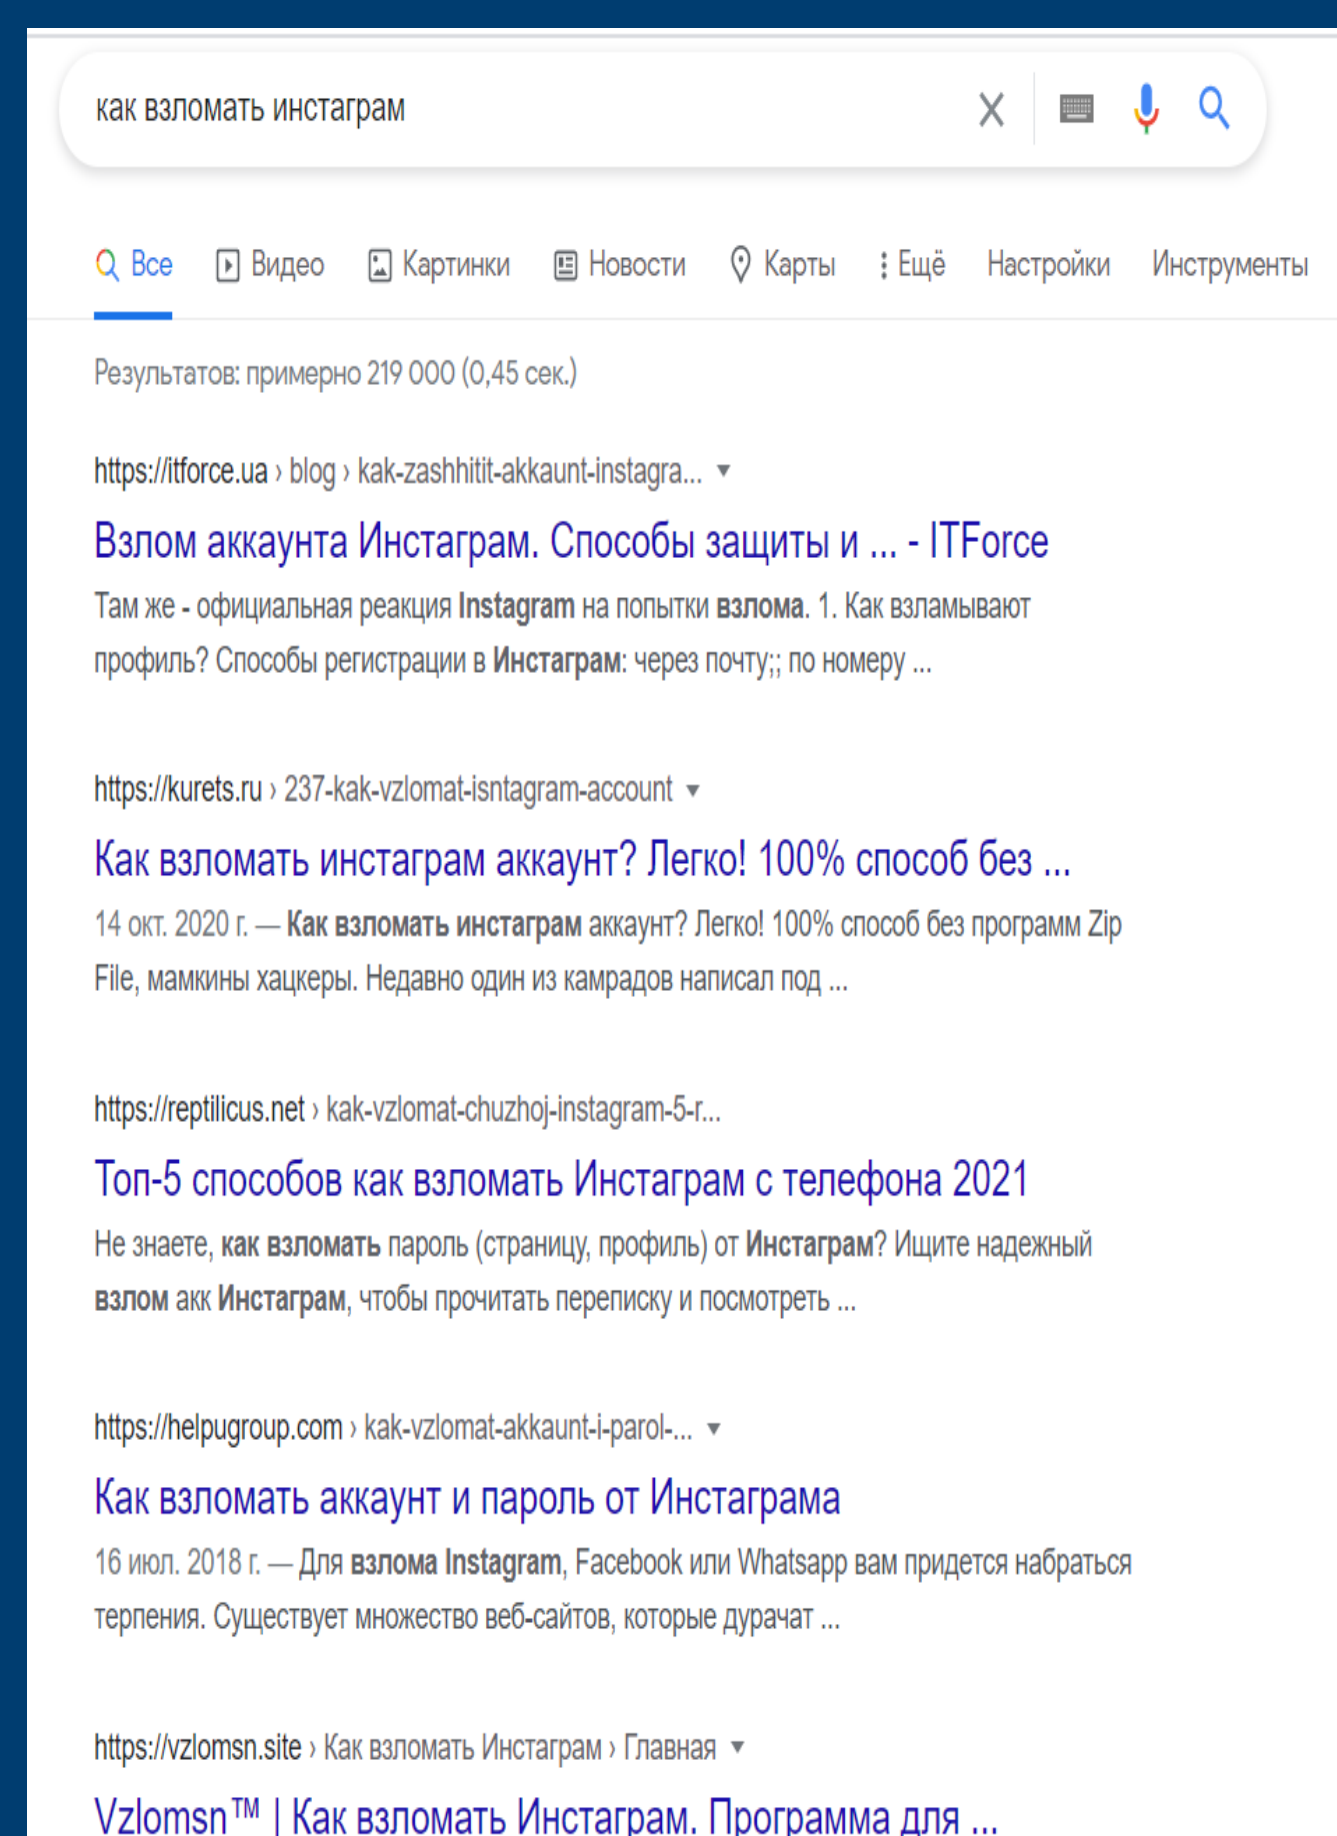 как взломать инстаграм
Все Видео Картинки Новости Карты Ещё Настройки Инструменты
Результатов: примерно 219 000 (0,45 сек.)
https://itforce.ua › blog › kak-zashhitit-akkaunt-instagra...
Взлом аккаунта Инстаграм. Способы защиты и ... - ITForce
Там же - официальная реакция Instagram на попытки взлома. 1. Как взламывают
профиль? Способы регистрации в Инстаграм: через почту;; по номеру ...
https://kurets.ru › 237-kak-vzlomat-isntagram-account
Как взломать инстаграм аккаунт? Легко! 100% способ без ...
14 окт. 2020 г. — Как взломать инстаграм аккаунт? Легко! 100% способ без программ Zip
File, мамкины хацкеры. Недавно один из камрадов написал под ...
https://reptilicus.net › kak-vzlomat-chuzhoj-instagram-5-r...
Топ-5 способов как взломать Инстаграм с телефона 2021
Не знаете, как взломать пароль (страницу, профиль) от Инстаграм? Ищите надежный
взлом акк Инстаграм, чтобы прочитать переписку и посмотреть ...
https://helpugroup.com › kak-vzlomat-akkaunt-i-parol-...
Как взломать аккаунт и пароль от Инстаграма
16 июл. 2018 г. — Для взлома Instagram, Facebook или Whatsapp вам придется набраться
терпения. Существует множество веб-сайтов, которые дурачат ...
https://vzlomsn.site › Как взломать Инстаграм › Главная
Vzlomsn™ | Как взломать Инстаграм. Программа для ...